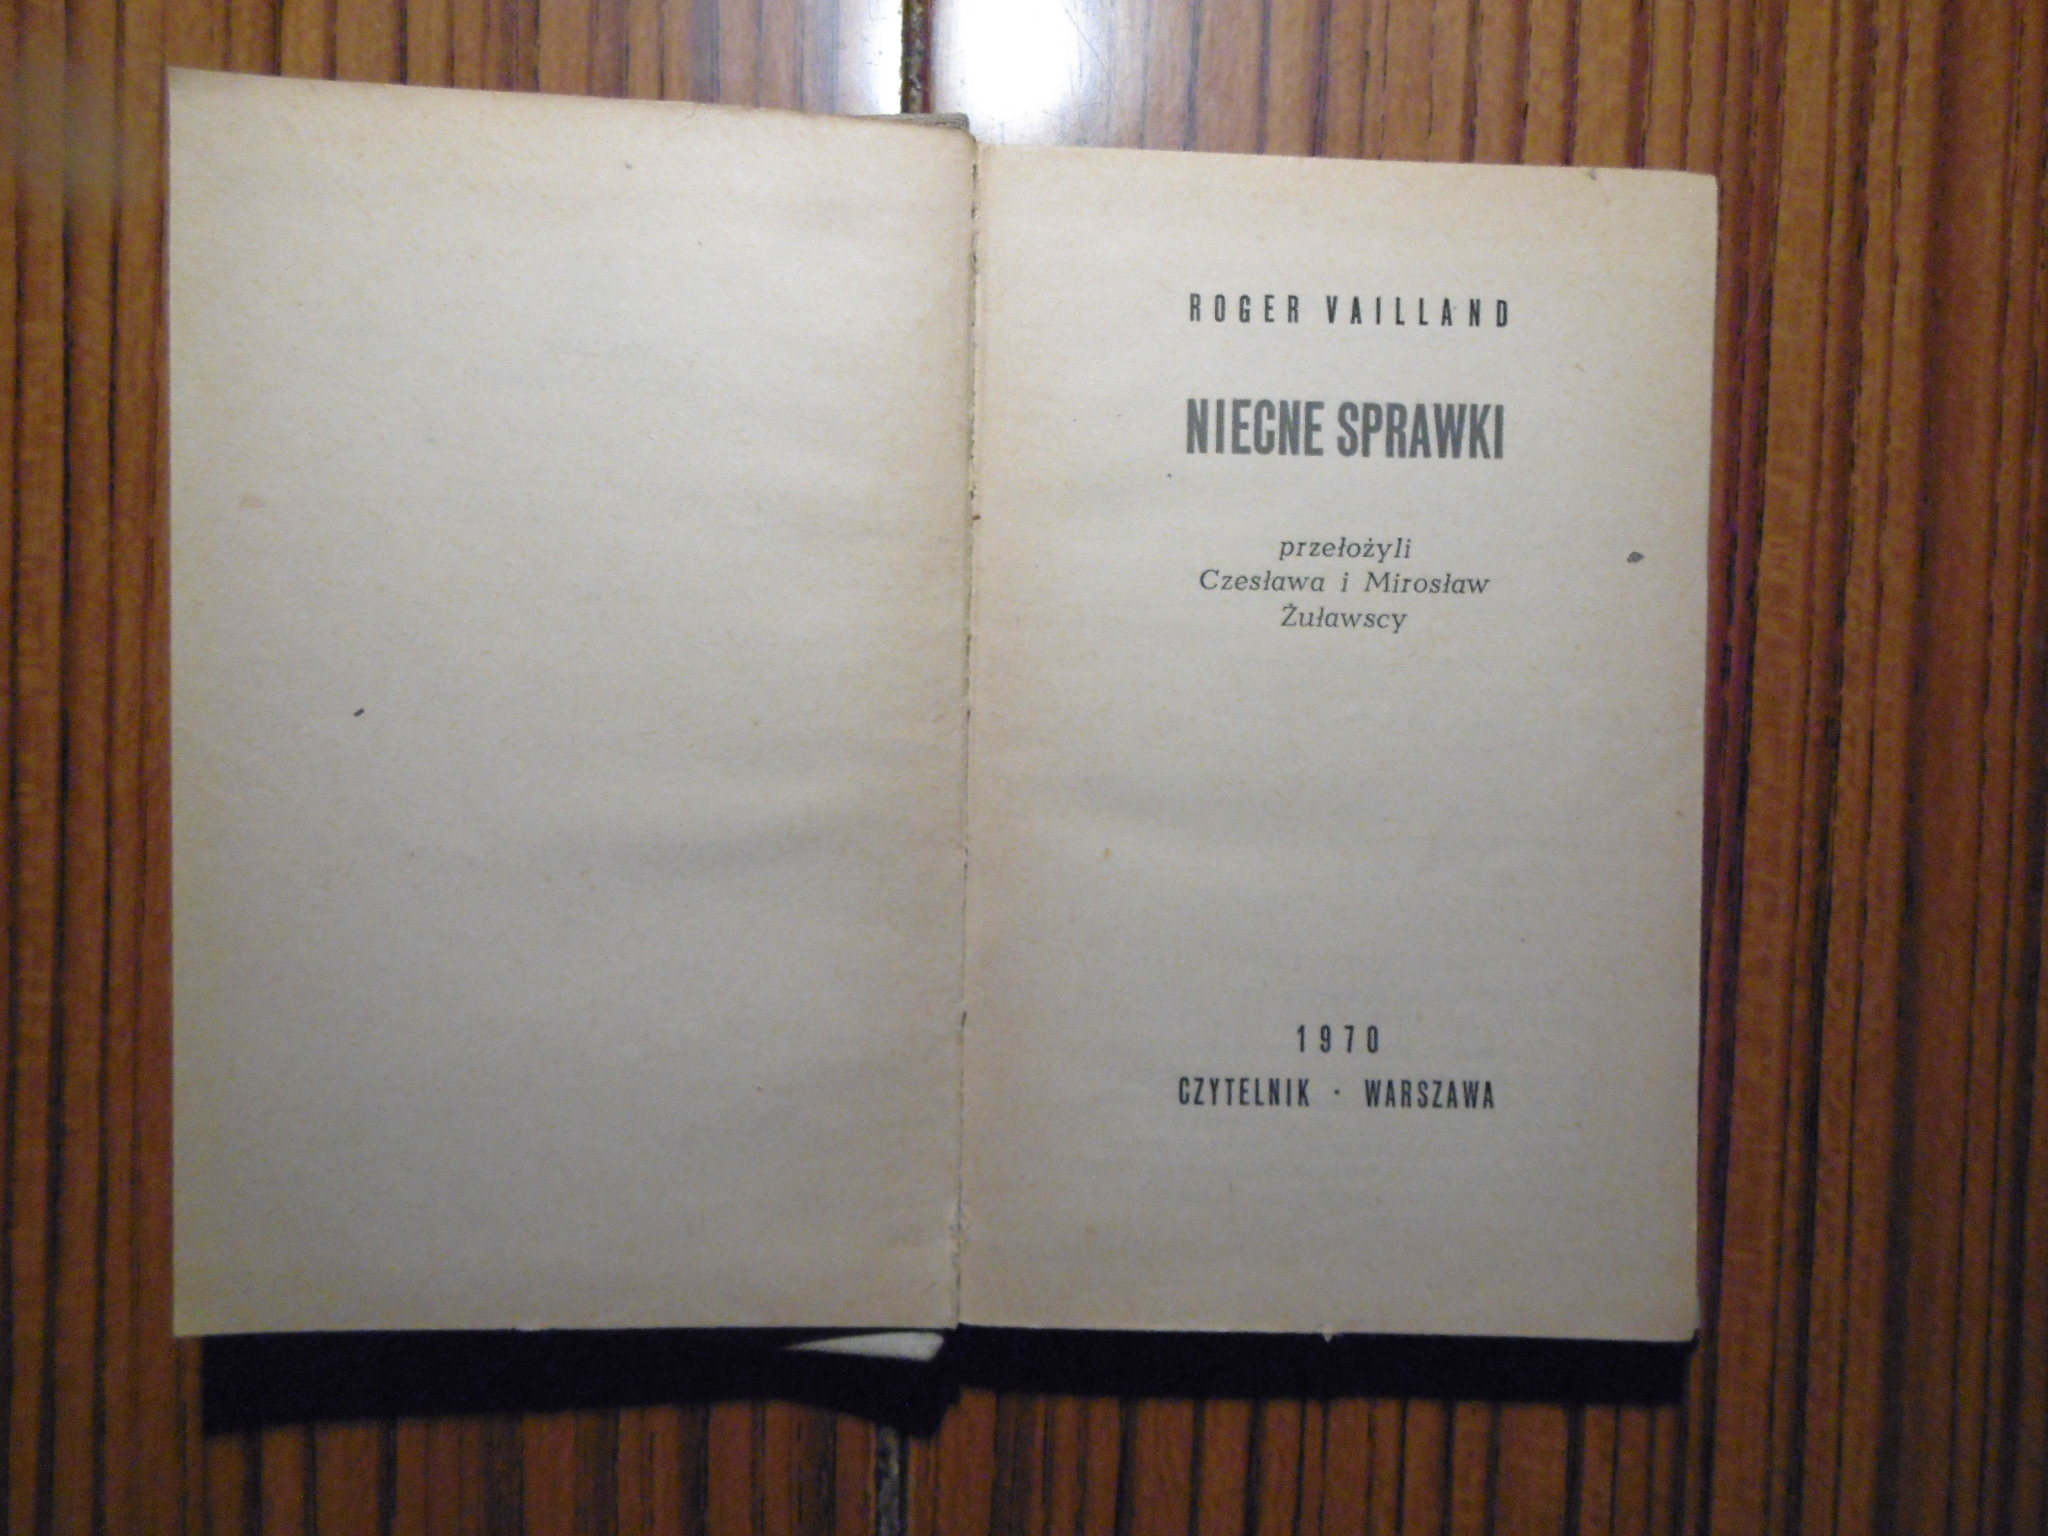 ROGER VAILLAND
NIECNE SPRAWKI
przełożyli
Czesława i Mirosław
Żuławscy
1970
CZYTELNIK · WARSZAWA